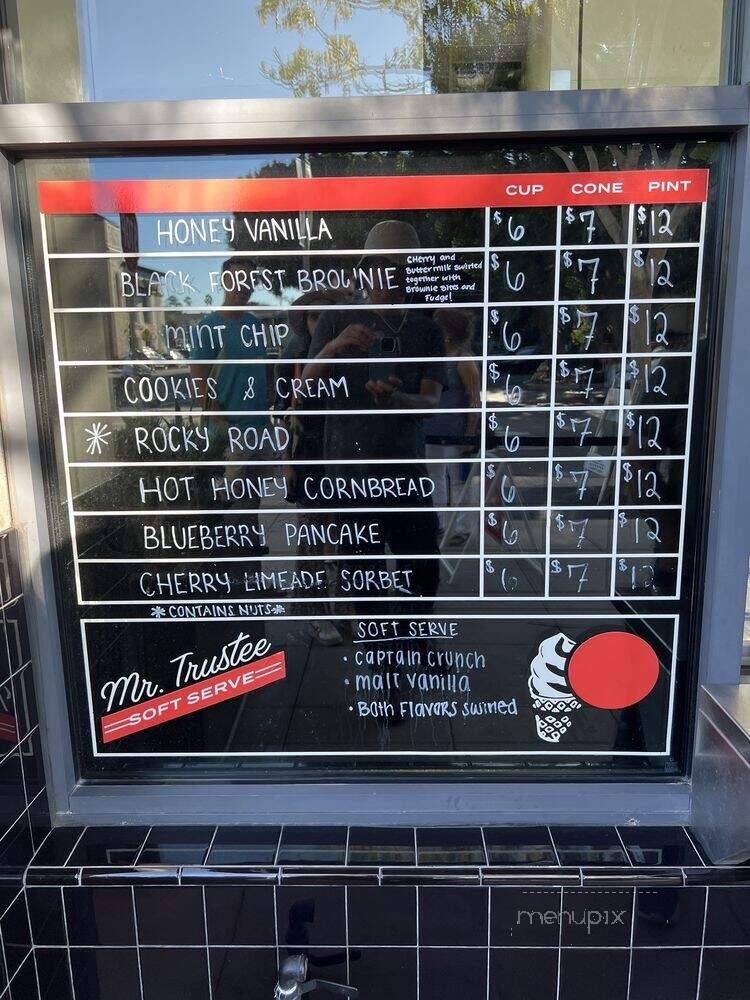 CUP CONE PINT
HONEY VANILLA $6 $7 $12
BLACK FOREST BROWNIE CHerry and Buttermilk swirled together with Brownie Bites and Fudge! $6 $7 $12
MINT CHIP $6 $7 $12
COOKIES & CREAM $6 $7 $12
* ROCKY ROAD $6 $7 $12
HOT HONEY CORNBREAD $6 $7 $12
BLUEBERRY PANCAKE $6 $7 $12
CHERRY LIMEADE SORBET $6 $7 $12
* CONTAINS NUTS *
Mr. Trustee
SOFT SERVE
SOFT SERVE
• captain crunch
• malt vanilla
• Both Flavors swirled
menupix